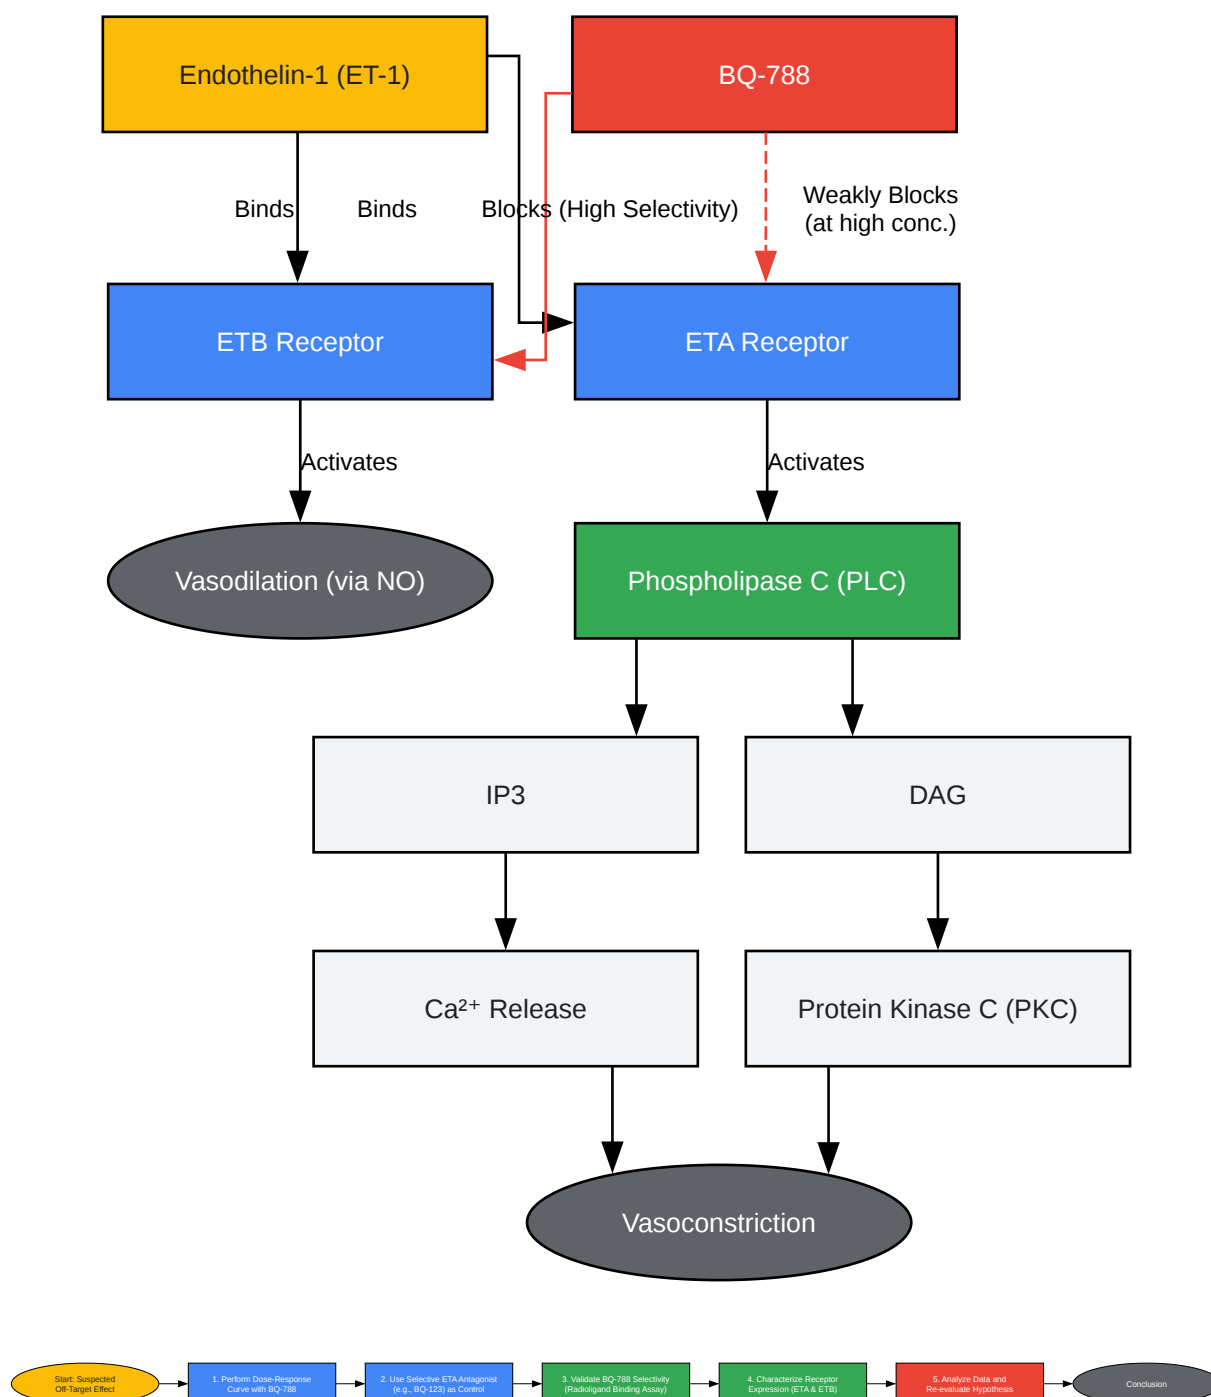 Endothelin-1 (ET-1)
BQ-788
Binds
Binds
Blocks (High Selectivity)
Weakly Blocks
(at high conc.)
ETB Receptor
ETA Receptor
Activates
Activates
Vasodilation (via NO)
Phospholipase C (PLC)
IP3
DAG
Ca²⁺ Release
Protein Kinase C (PKC)
Vasoconstriction
Start: Suspected
Off-Target Effect
1. Perform Dose-Response
Curve with BQ-788
2. Use Selective ETA Antagonist
(e.g., BQ-123) as Control
3. Validate BQ-788 Selectivity
(Radioligand Binding Assay)
4. Characterize Receptor
Expression (ETA & ETB)
5. Analyze Data and
Re-evaluate Hypothesis
Conclusion